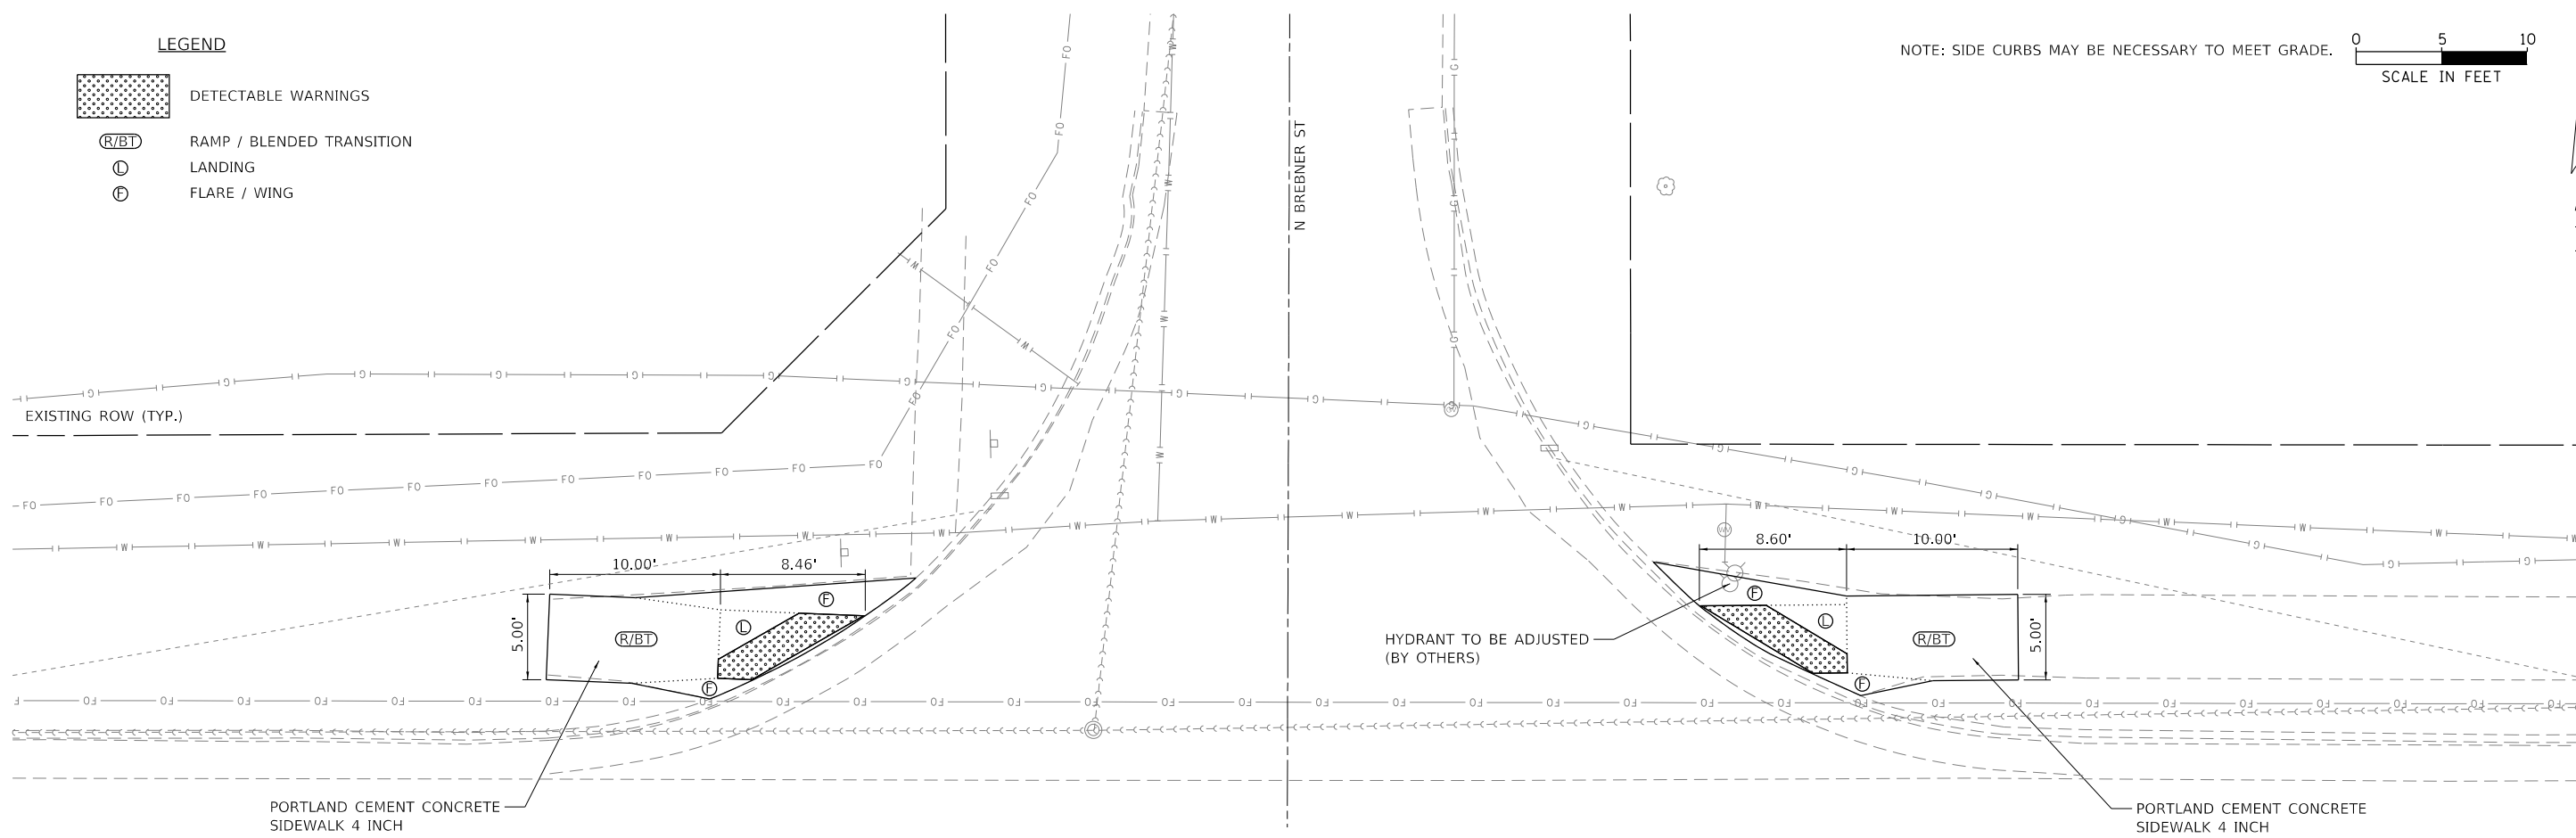 LEGEND
DETECTABLE WARNINGS
R/BT RAMP / BLENDED TRANSITION
L LANDING
F FLARE / WING
NOTE: SIDE CURBS MAY BE NECESSARY TO MEET GRADE.
0 5 10
SCALE IN FEET
N BREBNER ST
EXISTING ROW (TYP.)
10.00'
8.46'
5.00'
R/BT
L
F
F
8.60'
10.00'
5.00'
F
L
R/BT
F
HYDRANT TO BE ADJUSTED
(BY OTHERS)
PORTLAND CEMENT CONCRETE
SIDEWALK 4 INCH
PORTLAND CEMENT CONCRETE
SIDEWALK 4 INCH